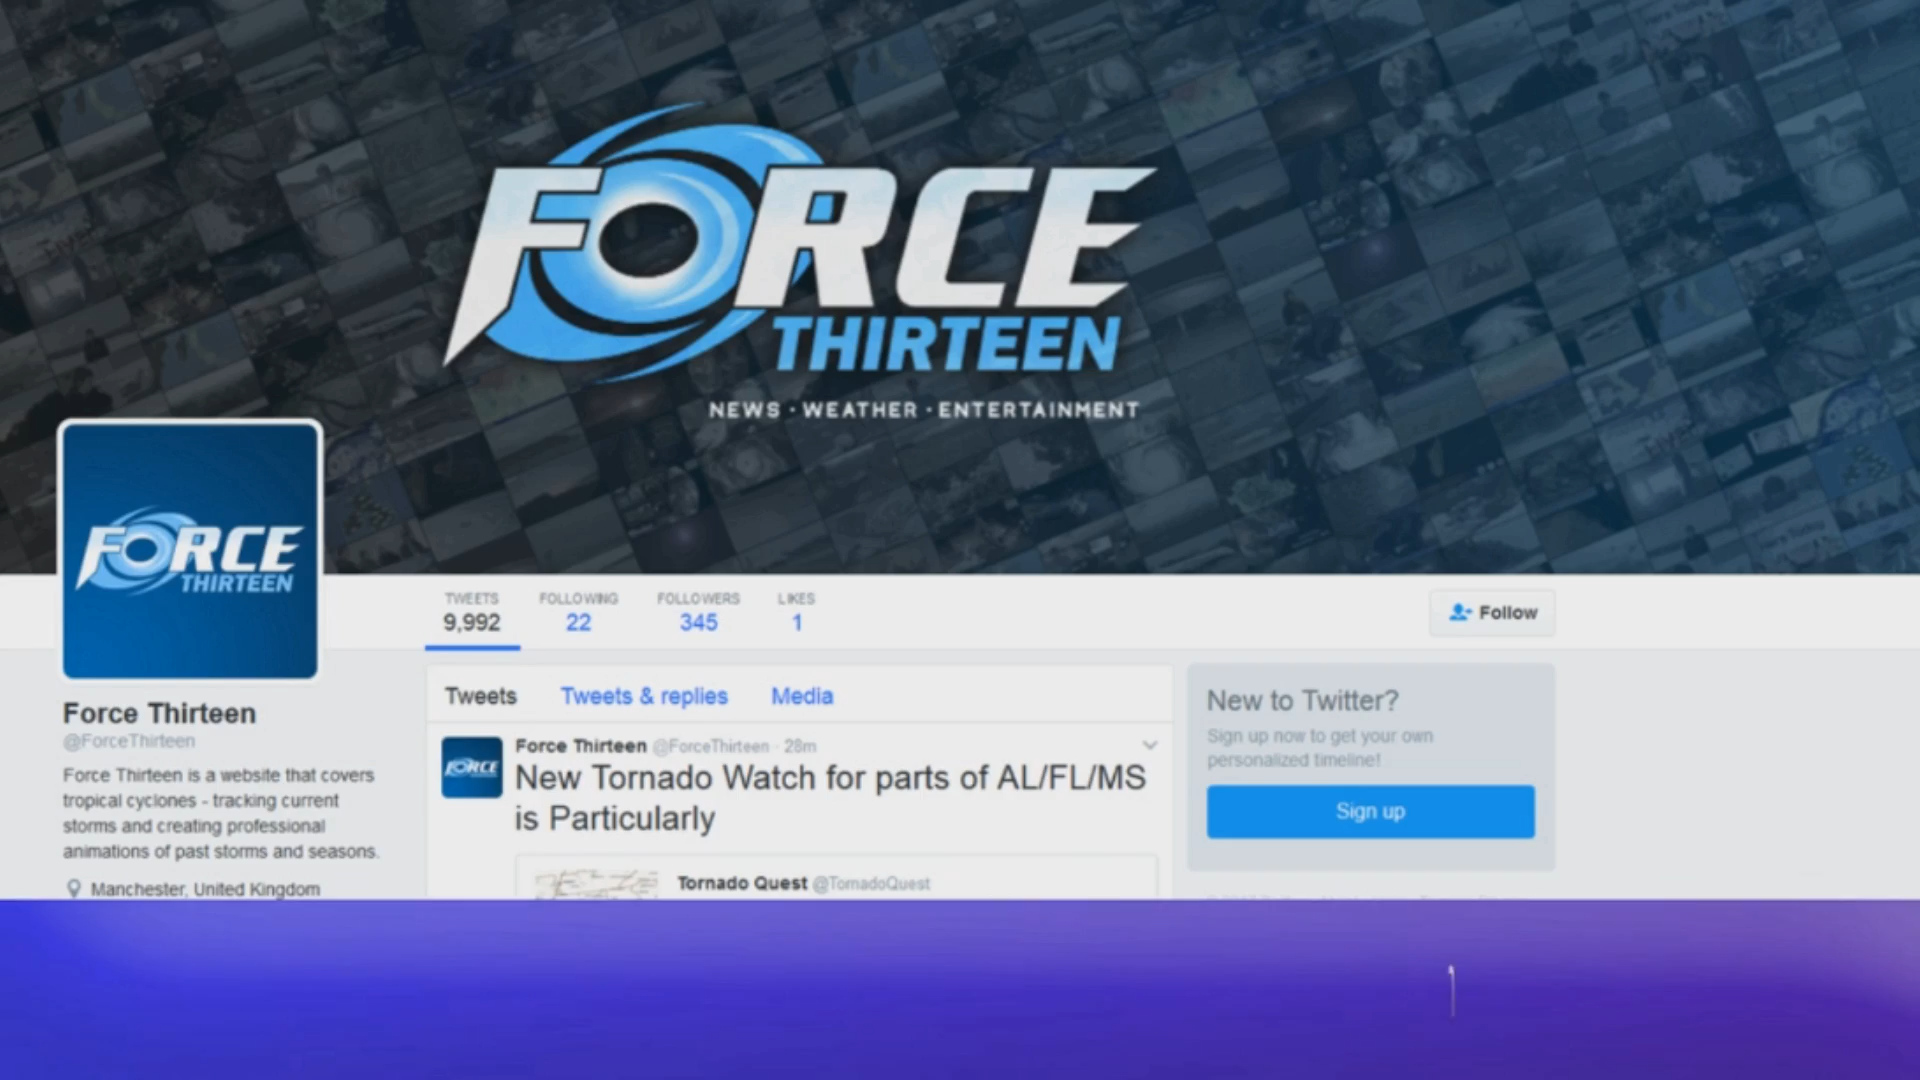 FORCE
THIRTEEN
NEWS · WEATHER · ENTERTAINMENT
FORCE
THIRTEEN
TWEETS
9,992
FOLLOWING
22
FOLLOWERS
345
LIKES
1
Follow
Force Thirteen
@ForceThirteen
Force Thirteen is a website that covers
tropical cyclones - tracking current
storms and creating professional
animations of past storms and seasons.
Manchester, United Kingdom
Tweets Tweets & replies Media
FORCE
Force Thirteen @ForceThirteen · 28m
New Tornado Watch for parts of AL/FL/MS
is Particularly
Tornado Quest @TornadoQuest
New to Twitter?
Sign up now to get your own
personalized timeline!
Sign up